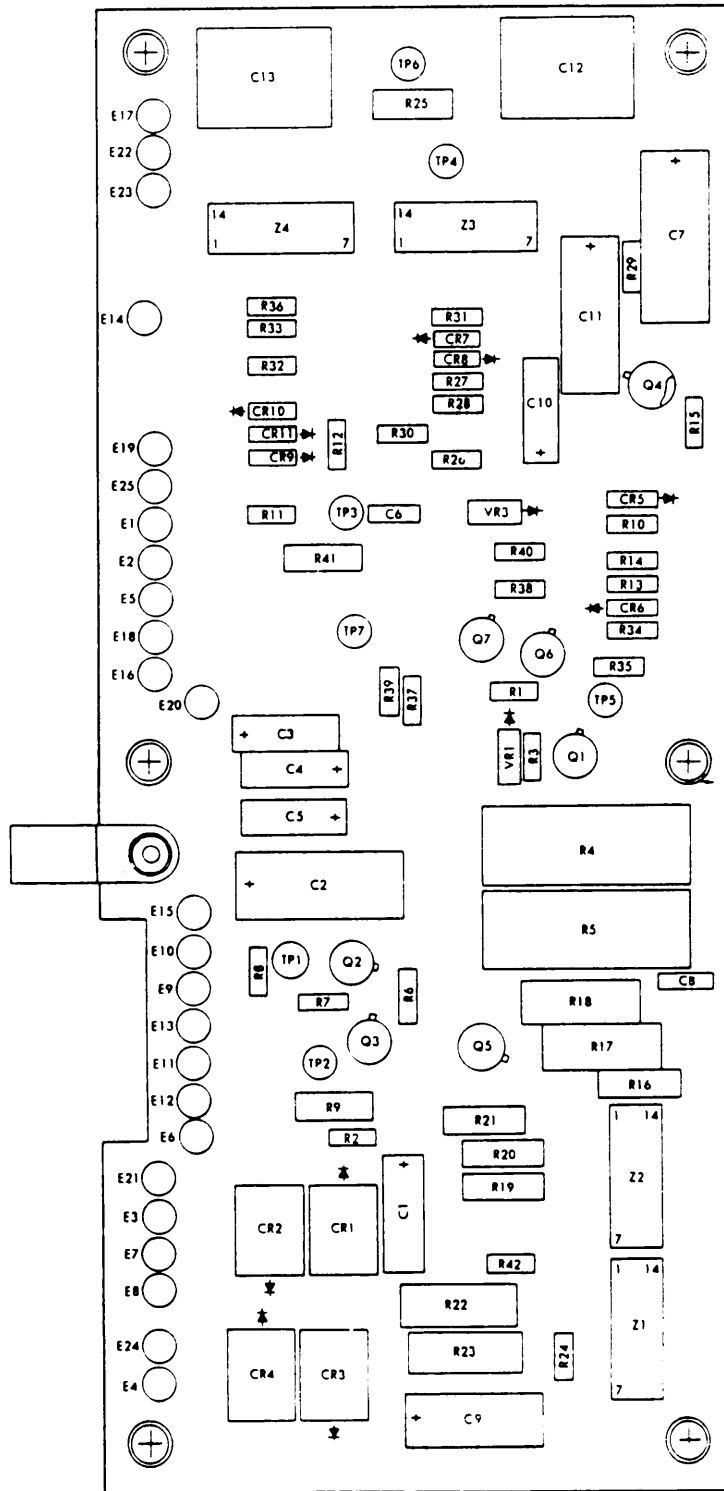 TP6
C13
C12
R25
E17
E22
TP4
E23
14
Z4
1
7
14
Z3
1
7
C7
R29
C11
E14
R36
R33
R31
CR7
CR8
R32
R27
R28
C10
Q4
CR10
CR11
CR9
R12
R30
R26
R15
E19
E25
E1
R11
TP3
C6
VR3
CR5
R10
E2
R41
R40
R14
R13
E5
R38
CR6
R34
E18
TP7
Q7
Q6
R35
E16
E20
R39
R37
R1
TP5
C3
C4
VR1
R3
Q1
C5
R4
C2
R5
E15
E10
R8
TP1
Q2
C8
E9
R7
R6
R18
E13
Q3
Q5
R17
E11
TP2
R16
E12
R9
R21
1 14
E6
R2
R20
Z2
E21
R19
C1
7
E3
CR2
CR1
E7
R42
1 14
E8
R22
Z1
E24
R23
R24
CR4
CR3
7
E4
C9